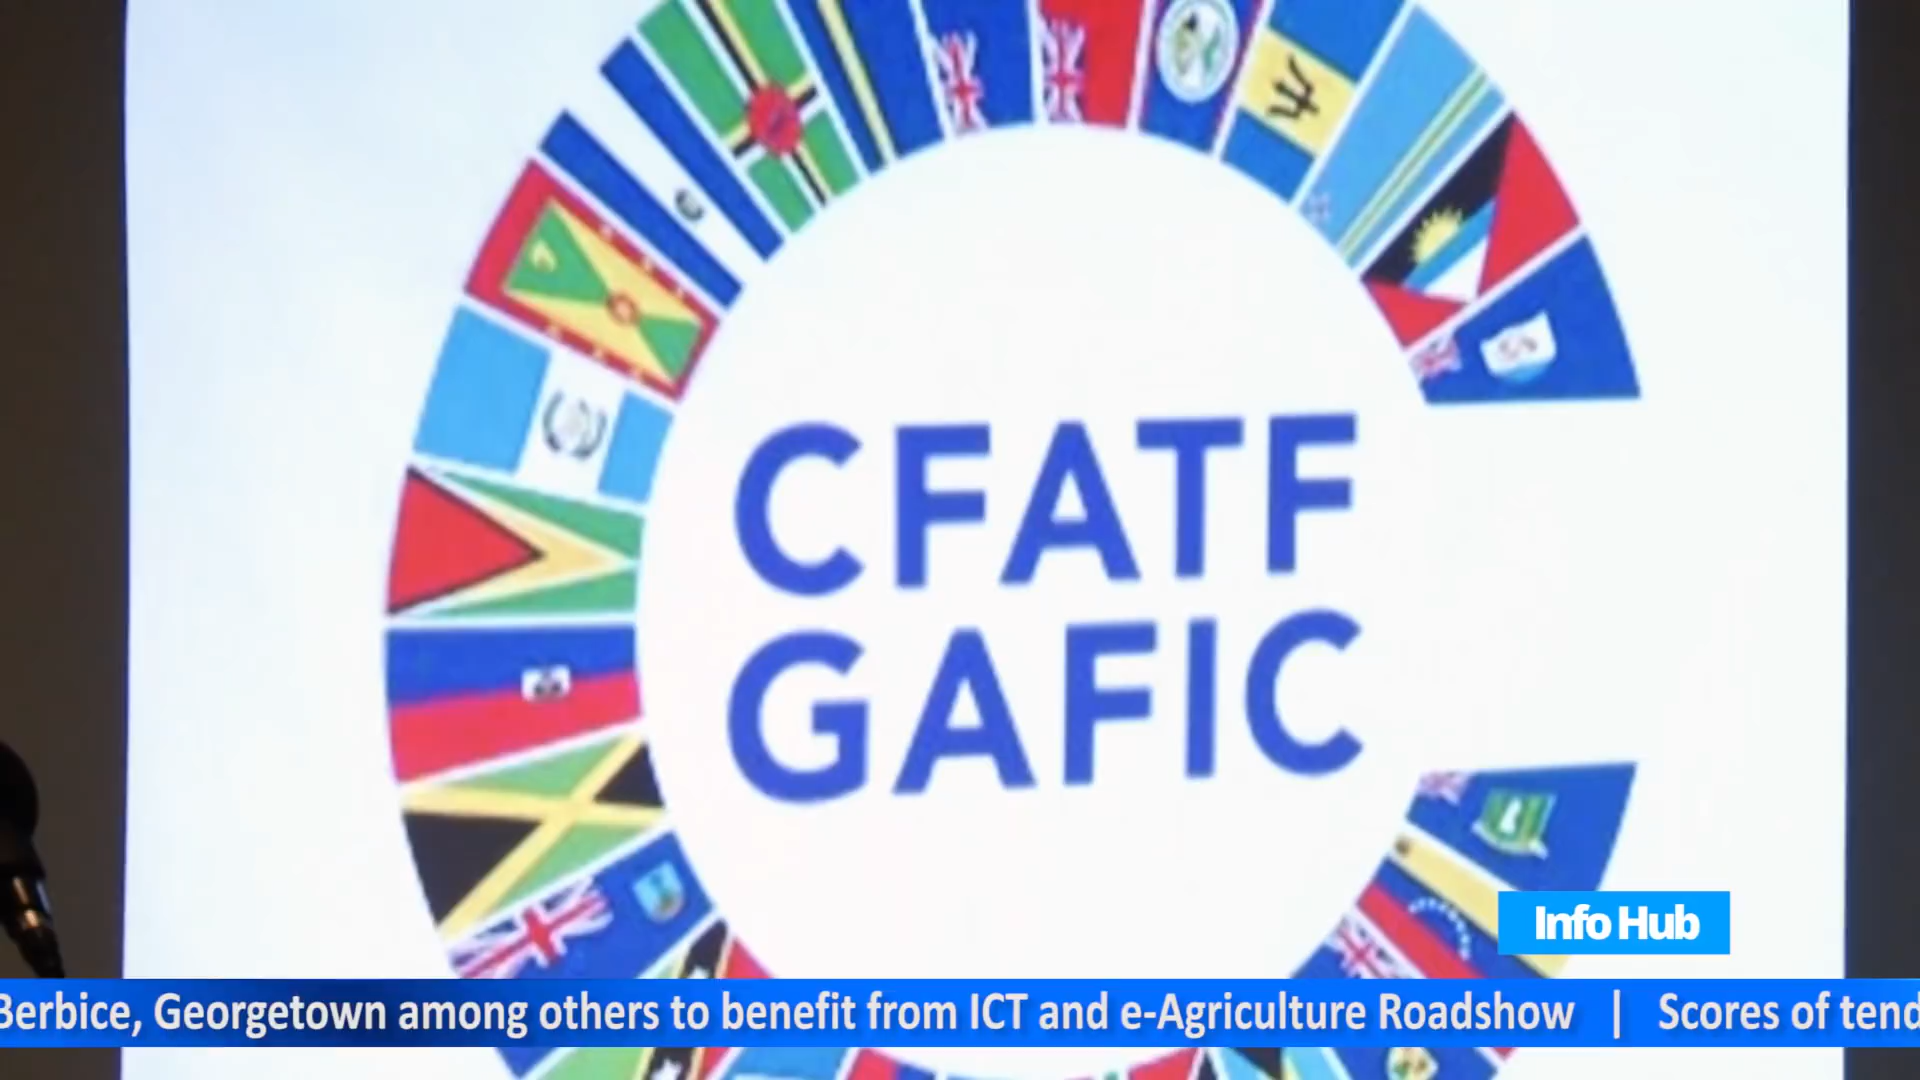 CFATF
GAFIC
Info Hub
Berbice, Georgetown among others to benefit from ICT and e-Agriculture Roadshow | Scores of tend